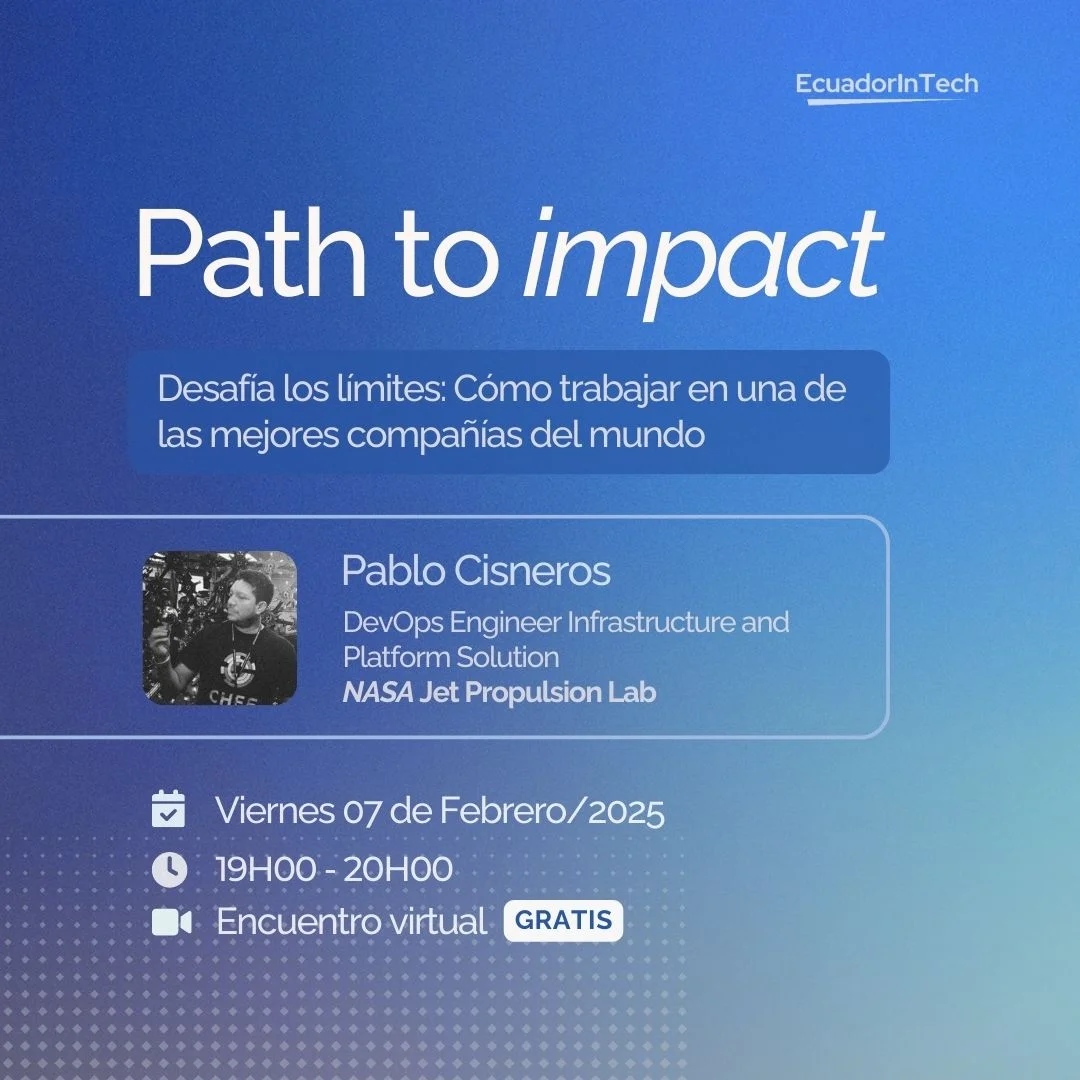 EcuadorInTech
Path to impact
Desafía los límites: Cómo trabajar en una de
las mejores compañías del mundo
Pablo Cisneros
DevOps Engineer Infrastructure and
Platform Solution
NASA Jet Propulsion Lab
CHEF
Viernes 07 de Febrero/2025
19H00 - 20H00
Encuentro virtual GRATIS